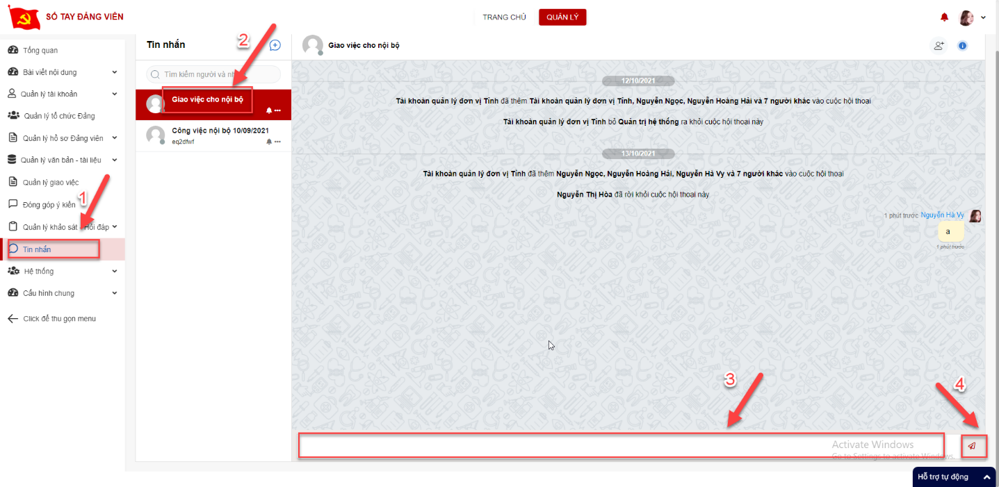 SỔ TAY ĐẢNG VIÊN
TRANG CHỦ
QUẢN LÝ
Tổng quan
Bài viết nội dung
Quản lý tài khoản
Quản lý tổ chức Đảng
Quản lý hồ sơ Đảng viên
Quản lý văn bản - tài liệu
Quản lý giao việc
1
Đóng góp ý kiến
Quản lý khảo sát - Hỏi đáp
Tin nhắn
Hệ thống
Cấu hình chung
Click để thu gọn menu
Tin nhắn
2
Tìm kiếm người và
Giao việc cho nội bộ
Công việc nội bộ 10/09/2021
eq2dfwf
Giao việc cho nội bộ
12/10/2021
Tài khoản quản lý đơn vị Tỉnh đã thêm Tài khoản quản lý đơn vị Tỉnh, Nguyễn Ngọc, Nguyễn Hoàng Hải và 7 người khác vào cuộc hội thoại
Tài khoản quản lý đơn vị Tỉnh bỏ Quản trị hệ thống ra khỏi cuộc hội thoại này
13/10/2021
Tài khoản quản lý đơn vị Tỉnh đã thêm Nguyễn Ngọc, Nguyễn Hoàng Hải, Nguyễn Hà Vy và 7 người khác vào cuộc hội thoại
Nguyễn Thị Hòa đã rời khỏi cuộc hội thoại này
1 phút trước Nguyễn Hà Vy
a
1 phút trước
3
4
Activate Windows
Go to Settings to activate Windows.
Hỗ trợ tự động